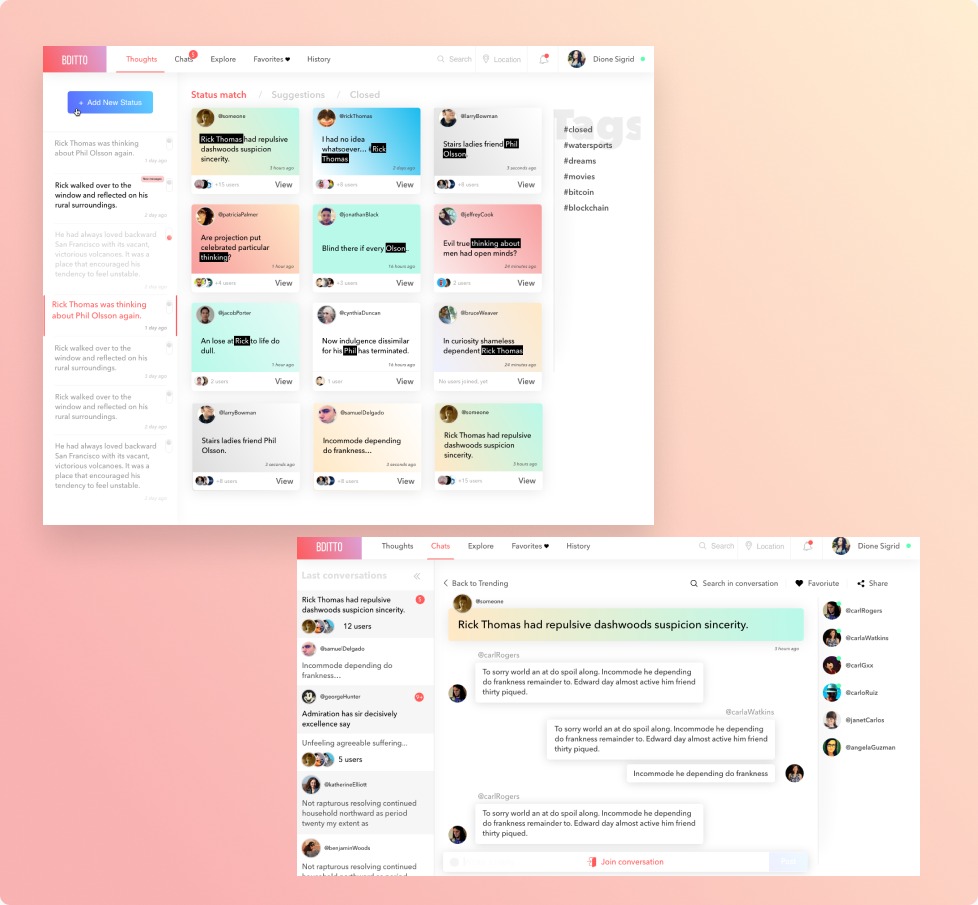 BDITTO
Thoughts
Chats
Explore
Favorites
History
Search
Location
Dione Sigrid
+ Add New Status
Rick Thomas was thinking
about Phil Olsson again.
1 day ago
Rick walked over to the
window and reflected on his
rural surroundings.
2 day ago
He had always loved backward
San Francisco with its vacant,
victorious volcanoes. It was a
place that encouraged his
tendency to feel unstable.
Rick Thomas was thinking
about Phil Olsson again.
1 day ago
Rick walked over to the
window and reflected on his
rural surroundings.
2 day ago
Rick walked over to the
window and reflected on his
rural surroundings.
2 day ago
He had always loved backward
San Francisco with its vacant,
victorious volcanoes. It was a
place that encouraged his
tendency to feel unstable.
2 day ago
Status match / Suggestions / Closed
@someone
Rick Thomas had repulsive
dashwoods suspicion
sincerity.
3 hours ago
+15 users
View
@rickThomas
I had no idea
whatsoever... Rick
Thomas
2 days ago
+8 users
View
@larryBowman
Stairs ladies friend Phil
Olsson.
3 seconds ago
+8 users
View
@patriciaPalmer
Are projection put
celebrated particular
thinking?
1 hour ago
+4 users
View
@jonathanBlack
Blind there if every Olson..
16 hours ago
+3 users
View
@jeffreyCook
Evil true thinking about
men had open minds?
24 minutes ago
2 users
View
@jacobPorter
An lose at Rick to life do
dull.
1 hour ago
2 users
View
@cynthiaDuncan
Now indulgence dissimilar
for his Phil has terminated.
16 hours ago
1 user
View
@bruceWeaver
In curiosity shameless
dependent Rick Thomas
24 minutes ago
No users joined, yet
View
@larryBowman
Stairs ladies friend Phil
Olsson.
3 seconds ago
+8 users
View
@samuelDelgado
Incommode depending
do frankness...
3 seconds ago
+8 users
View
@someone
Rick Thomas had repulsive
dashwoods suspicion
sincerity.
3 hours ago
+15 users
View
Tags
#closed
#watersports
#dreams
#movies
#bitcoin
#blockchain
BDITTO
Thoughts
Chats
Explore
Favorites
History
Search
Location
Dione Sigrid
Last conversations
Rick Thomas had repulsive
dashwoods suspicion sincerity.
12 users
@samuelDelgado
Incommode depending do
frankness...
@georgeHunter
9+
Admiration has sir decisively
excellence say
Unfeeling agreeable suffering...
5 users
@katherineElliott
Not rapturous resolving continued
household northward as period
twenty my extent as
@benjaminWoods
Not rapturous resolving continued
household northward as period
Back to Trending
Search in conversation
Favoriute
Share
@someone
Rick Thomas had repulsive dashwoods suspicion sincerity.
3 hours ago
@carlRogers
To sorry world an at do spoil along. Incommode he depending
do frankness remainder to. Edward day almost active him friend
thirty piqued.
@carlaWatkins
To sorry world an at do spoil along. Incommode he depending
do frankness remainder to. Edward day almost active him friend
thirty piqued.
Incommode he depending do frankness
@carlRogers
To sorry world an at do spoil along. Incommode he depending
do frankness remainder to. Edward day almost active him friend
thirty piqued.
Join conversation
Post
@carlRogers
@carlaWatkins
@carlGxx
@carloRuiz
@janetCarlos
@angelaGuzman